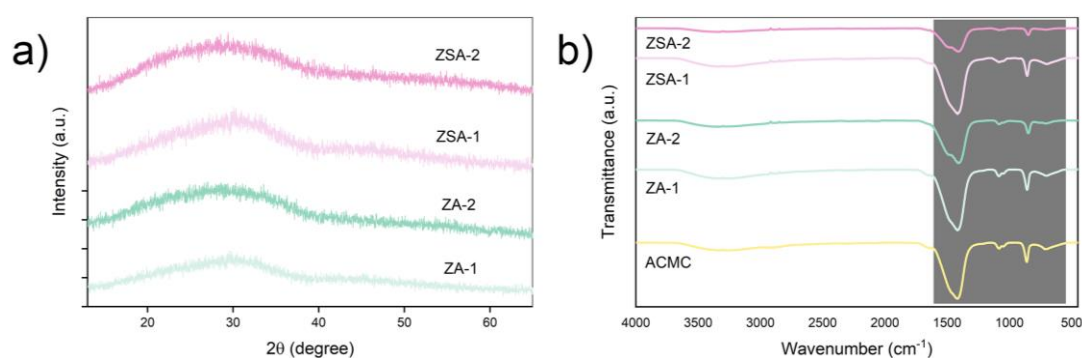 a)
ZSA-2
ZSA-1
ZA-2
ZA-1
Intensity (a.u.)
20 30 40 50 60
2θ (degree)
b)
ZSA-2
ZSA-1
ZA-2
ZA-1
ACMC
Transmittance (a.u.)
4000 3500 3000 2500 2000 1500 1000 500
Wavenumber (cm⁻¹)